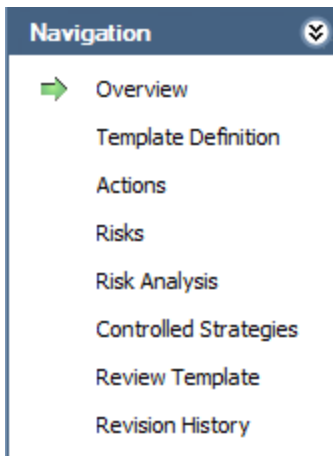 Navigation
Overview
Template Definition
Actions
Risks
Risk Analysis
Controlled Strategies
Review Template
Revision History